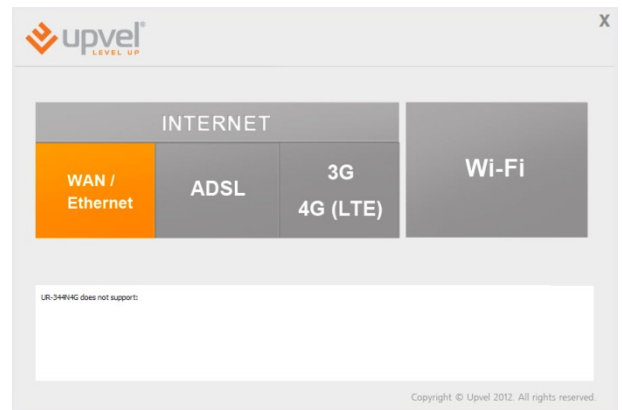 X
upvel
LEVEL UP
INTERNET
WAN /
Ethernet
ADSL
3G
4G (LTE)
Wi-Fi
UR-344N4G does not support:
Copyright © Upvel 2012. All rights reserved.